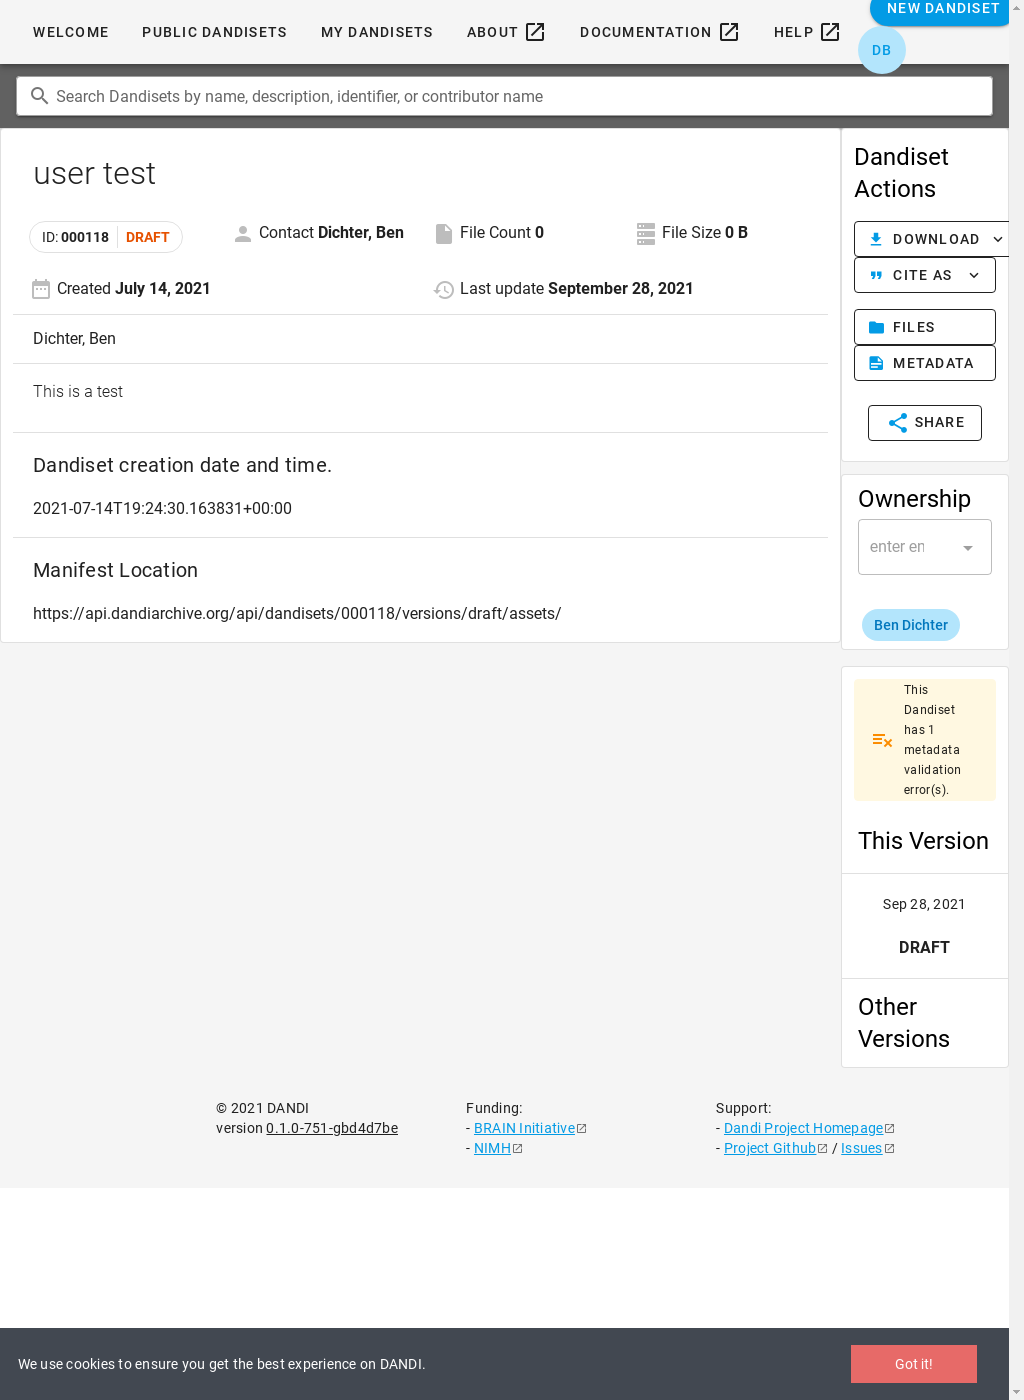 NEW DANDISET
WELCOME PUBLIC DANDISETS MY DANDISETS ABOUT DOCUMENTATION HELP
DB
Search Dandisets by name, description, identifier, or contributor name
user test
ID: 000118 DRAFT
Contact Dichter, Ben
File Count 0
File Size 0 B
Created July 14, 2021
Last update September 28, 2021
Dichter, Ben
This is a test
Dandiset creation date and time.
2021-07-14T19:24:30.163831+00:00
Manifest Location
https://api.dandiarchive.org/api/dandisets/000118/versions/draft/assets/
Dandiset
Actions
DOWNLOAD
CITE AS
FILES
METADATA
SHARE
Ownership
enter en
Ben Dichter
This
Dandiset
has 1
metadata
validation
error(s).
This Version
Sep 28, 2021
DRAFT
Other
Versions
© 2021 DANDI
version 0.1.0-751-gbd4d7be
Funding:
- BRAIN Initiative
- NIMH
Support:
- Dandi Project Homepage
- Project Github / Issues
We use cookies to ensure you get the best experience on DANDI.
Got it!